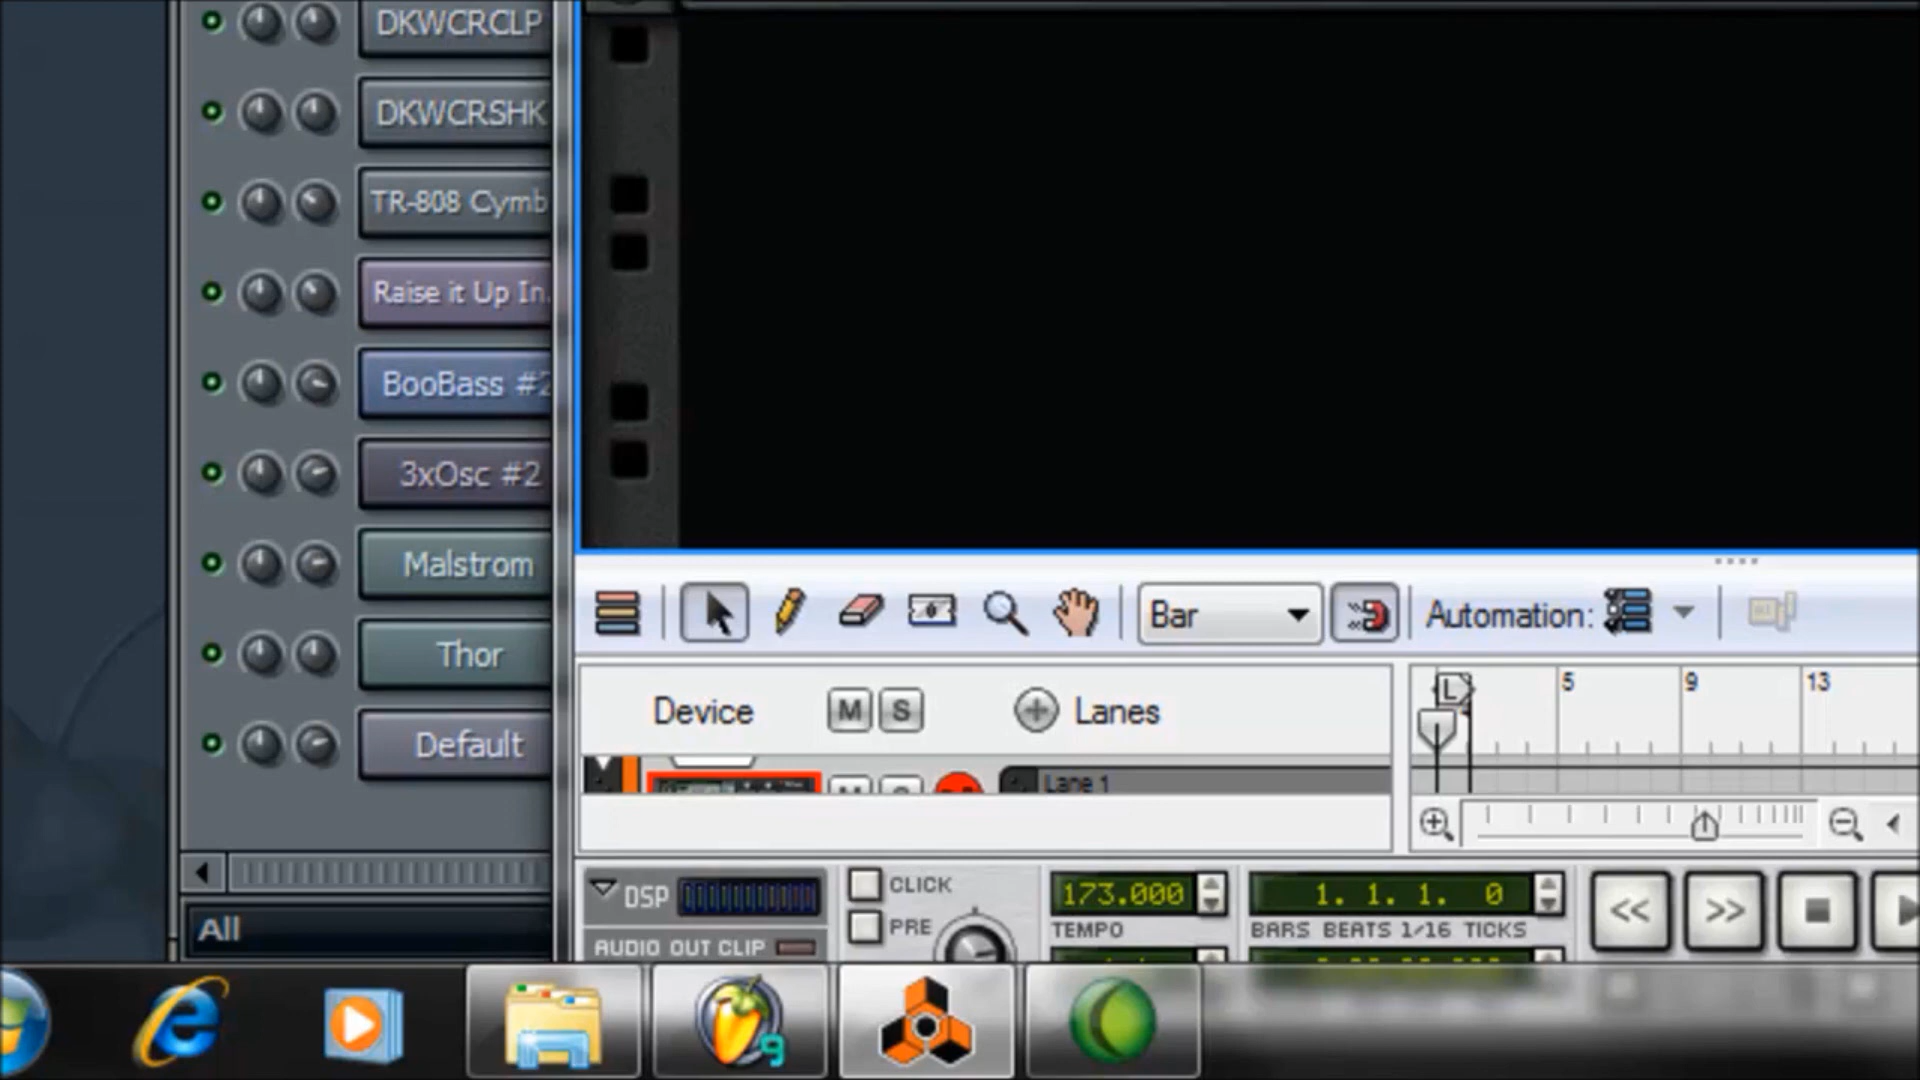 DKWCRCLP
DKWCRSHK
TR-808 Cymb
Raise it Up In.
BooBass #2
3xOsc #2
Malstrom
Thor
Default
All
Bar
Automation:
Device M S Lanes
L 5 9 13
M S Lane 1
DSP
AUDIO OUT CLIP
CLICK
PRE
173.000
TEMPO
1. 1. 1. 0
BARS BEATS 1/16 TICKS
9